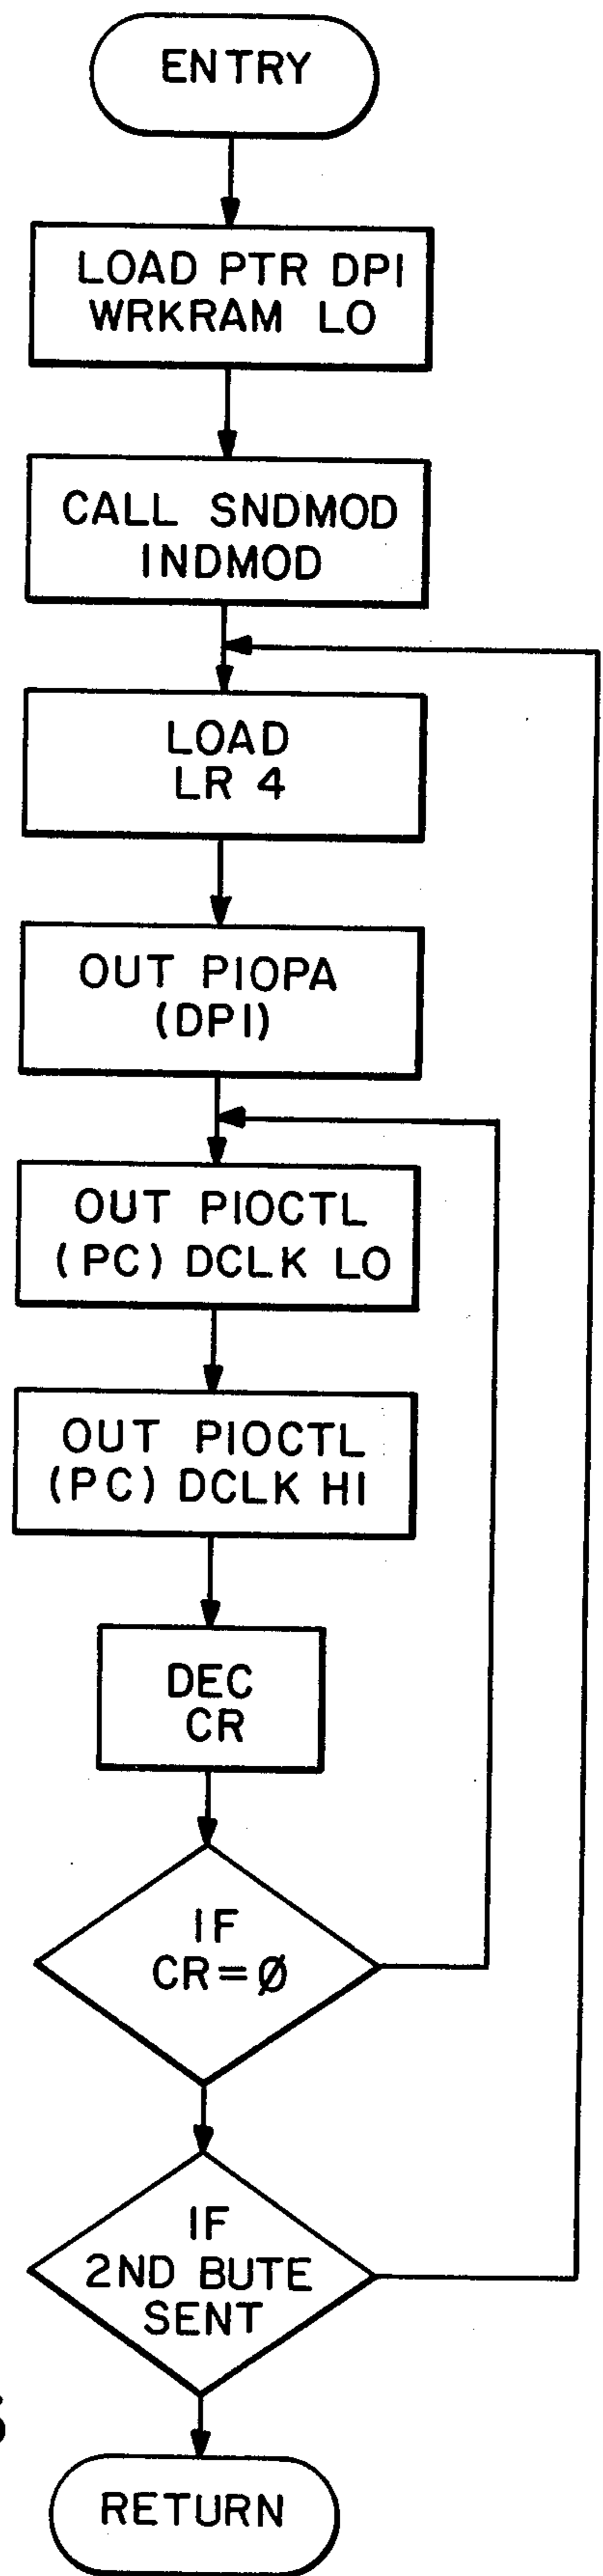 ENTRY
LOAD PTR DPI
WRKRAM LO
CALL SNDMOD
INDMOD
LOAD
LR 4
OUT PIOPA
(DPI)
OUT PIOCTL
(PC) DCLK LO
OUT PIOCTL
(PC) DCLK HI
DEC
CR
IF
CR=Ø
IF
2ND BUTE
SENT
RETURN